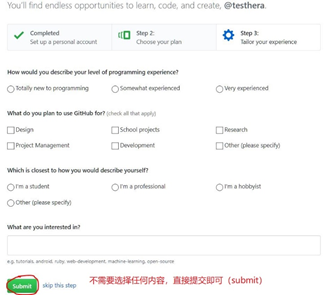 You'll find endless opportunities to learn, code, and create, @testhera.
Completed
Set up a personal account
Step 2:
Choose your plan
Step 3:
Tailor your experience
How would you describe your level of programming experience?
Totally new to programming
Somewhat experienced
Very experienced
What do you plan to use GitHub for? (check all that apply)
Design
School projects
Research
Project Management
Development
Other (please specify)
Which is closest to how you would describe yourself?
I'm a student
I'm a professional
I'm a hobbyist
Other (please specify)
What are you interested in?
e.g. tutorials, android, ruby, web-development, machine-learning, open-source
Submit
skip this step
不需要选择任何内容，直接提交即可（submit）